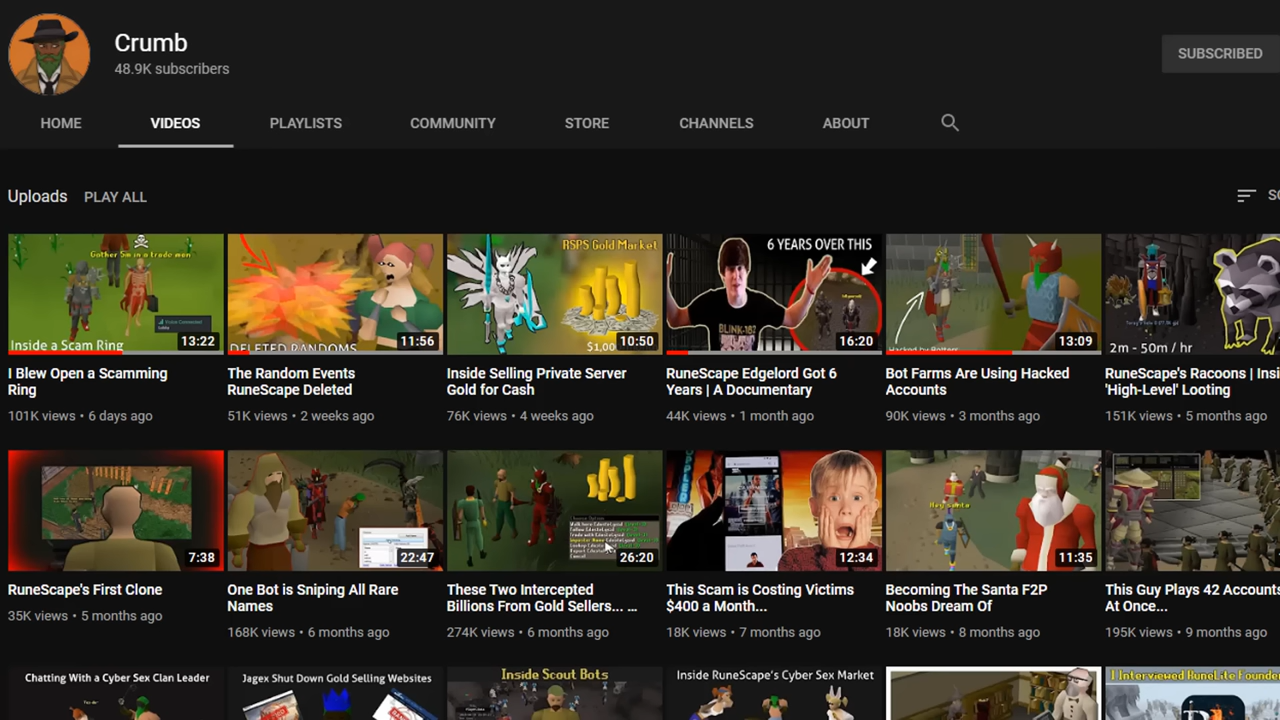 Crumb
48.9K subscribers
SUBSCRIBED
HOME
VIDEOS
PLAYLISTS
COMMUNITY
STORE
CHANNELS
ABOUT
Uploads
PLAY ALL
Gather 5m in a trade man
Inside a Scam Ring
13:22
DELETED RANDOMS
11:56
RSPS Gold Market
$1,00
10:50
6 YEARS OVER THIS
BLINK-182
16:20
Hacked by Botters
13:09
2m - 50m / hr
I Blew Open a Scamming
Ring
101K views • 6 days ago
The Random Events
RuneScape Deleted
51K views • 2 weeks ago
Inside Selling Private Server
Gold for Cash
76K views • 4 weeks ago
RuneScape Edgelord Got 6
Years | A Documentary
44K views • 1 month ago
Bot Farms Are Using Hacked
Accounts
90K views • 3 months ago
RuneScape's Racoons | Insi
'High-Level' Looting
151K views • 5 months ago
7:38
22:47
26:20
12:34
Hey santa
11:35
RuneScape's First Clone
35K views • 5 months ago
One Bot is Sniping All Rare
Names
168K views • 6 months ago
These Two Intercepted
Billions From Gold Sellers... ...
274K views • 6 months ago
This Scam is Costing Victims
$400 a Month...
18K views • 7 months ago
Becoming The Santa F2P
Noobs Dream Of
18K views • 8 months ago
This Guy Plays 42 Accounts
At Once...
195K views • 9 months ago
Chatting With a Cyber Sex Clan Leader
Jagex Shut Down Gold Selling Websites
Inside Scout Bots
Inside RuneScape's Cyber Sex Market
I Interviewed RuneLite Founder